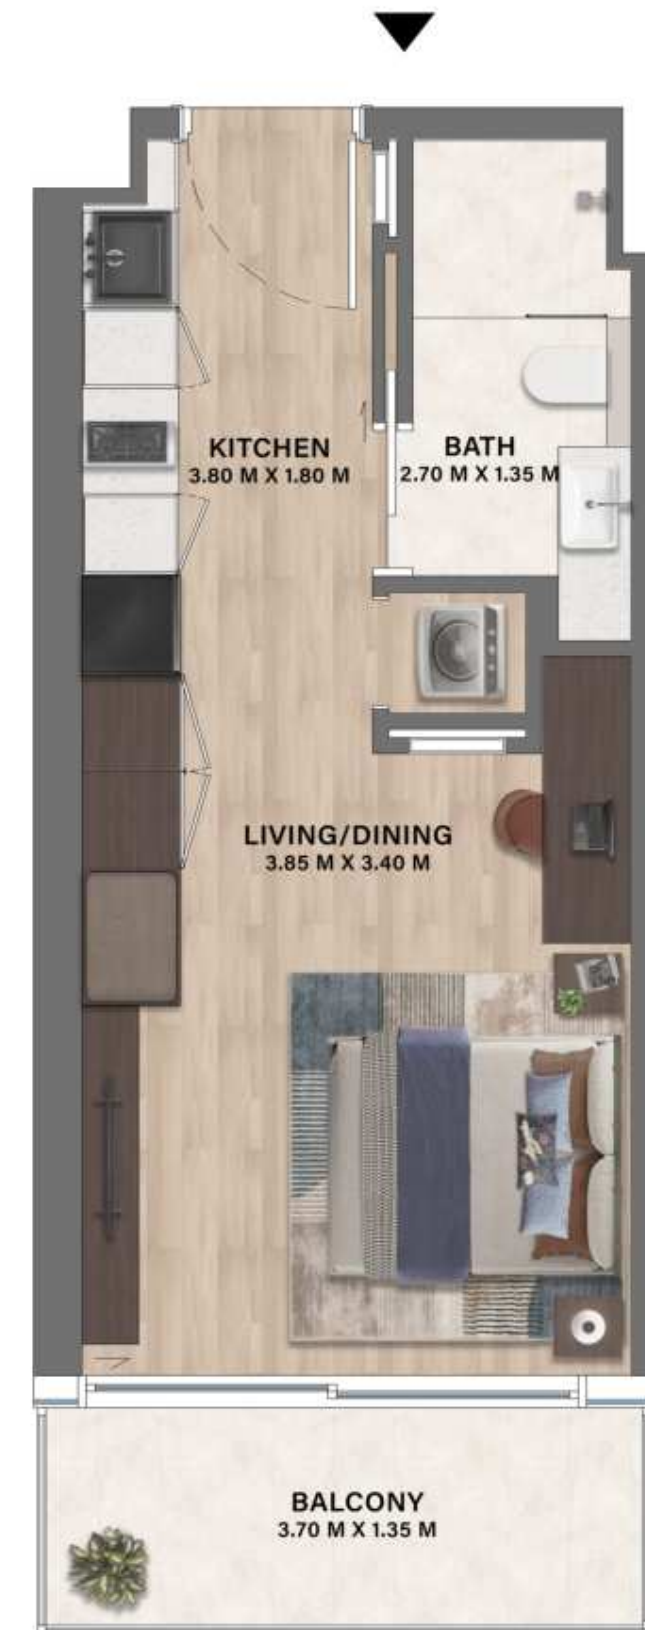 KITCHEN
3.80 M X 1.80 M
BATH
2.70 M X 1.35 M
LIVING/DINING
3.85 M X 3.40 M
BALCONY
3.70 M X 1.35 M